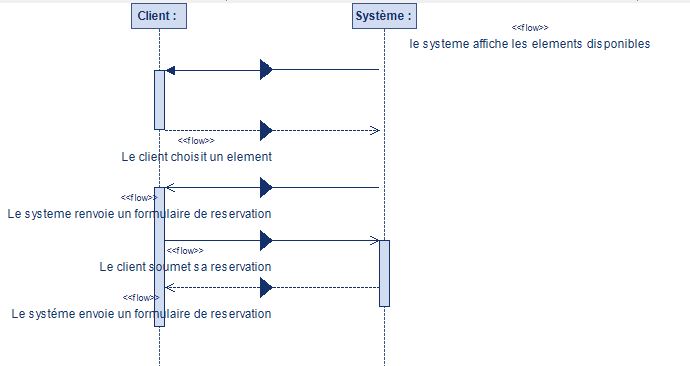 Client :
Système :
<<flow>>
le systeme affiche les elements disponibles
<<flow>>
Le client choisit un element
<<flow>>
Le systeme renvoie un formulaire de reservation
<<flow>>
Le client soumet sa reservation
<<flow>>
Le systéme envoie un formulaire de reservation